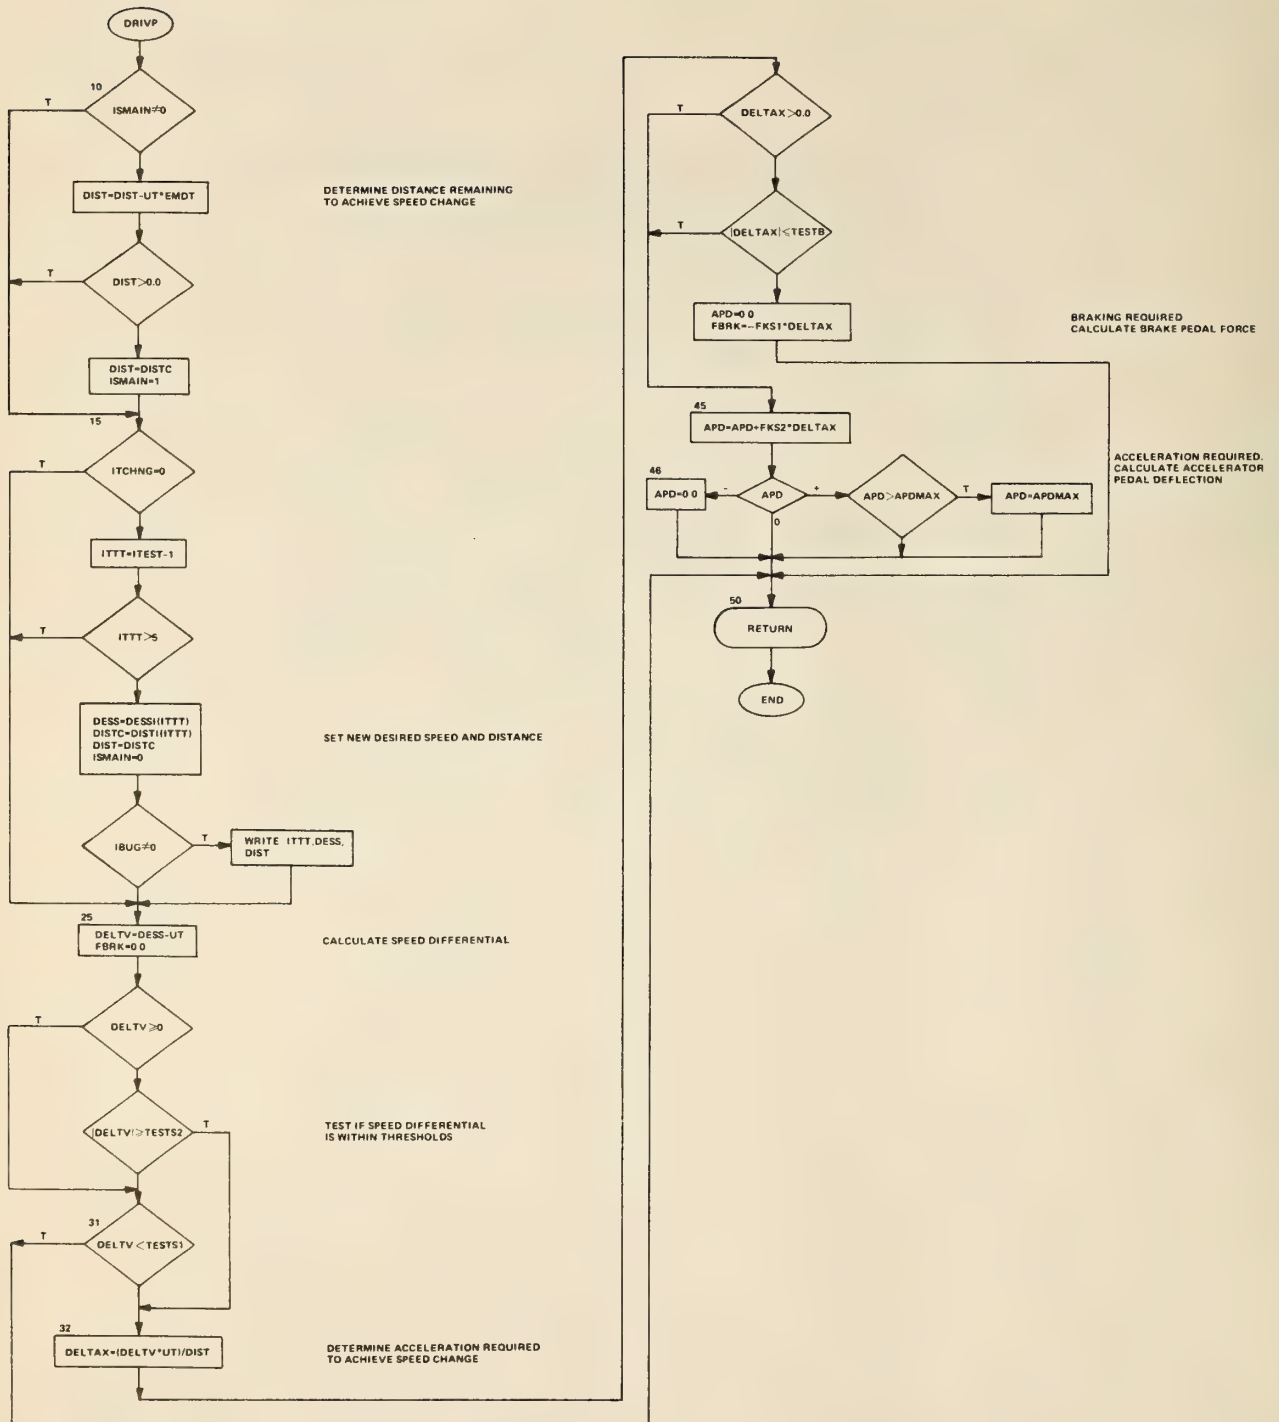 DRIVP
10
ISMAIN≠0
T
DIST=DIST-UT*EMDT
DETERMINE DISTANCE REMAINING
TO ACHIEVE SPEED CHANGE
DIST>0.0
T
DIST=DISTC
ISMAIN=1
15
ITCHNG=0
T
ITTT=ITEST-1
ITTT>5
T
DESS=DESSI(ITTT)
DISTC=DISTI(ITTT)
DIST=DISTC
ISMAIN=0
SET NEW DESIRED SPEED AND DISTANCE
IBUG≠0
T
WRITE ITTT,DESS,
DIST
25
DELTV=DESS-UT
FBRK=0.0
CALCULATE SPEED DIFFERENTIAL
DELTV≥0
T
|DELTV|≥TESTS2
T
TEST IF SPEED DIFFERENTIAL
IS WITHIN THRESHOLDS
31
DELTV<TESTS1
T
32
DELTAX=(DELTV*UT)/DIST
DETERMINE ACCELERATION REQUIRED
TO ACHIEVE SPEED CHANGE
DELTAX>0.0
T
|DELTAX|≤TESTB
T
APD=0.0
FBRK=-FKS1*DELTAX
BRAKING REQUIRED
CALCULATE BRAKE PEDAL FORCE
45
APD=APD+FKS2*DELTAX
ACCELERATION REQUIRED.
CALCULATE ACCELERATOR
PEDAL DEFLECTION
46
APD=0.0
-
APD
+
0
APD>APDMAX
T
APD=APDMAX
50
RETURN
END